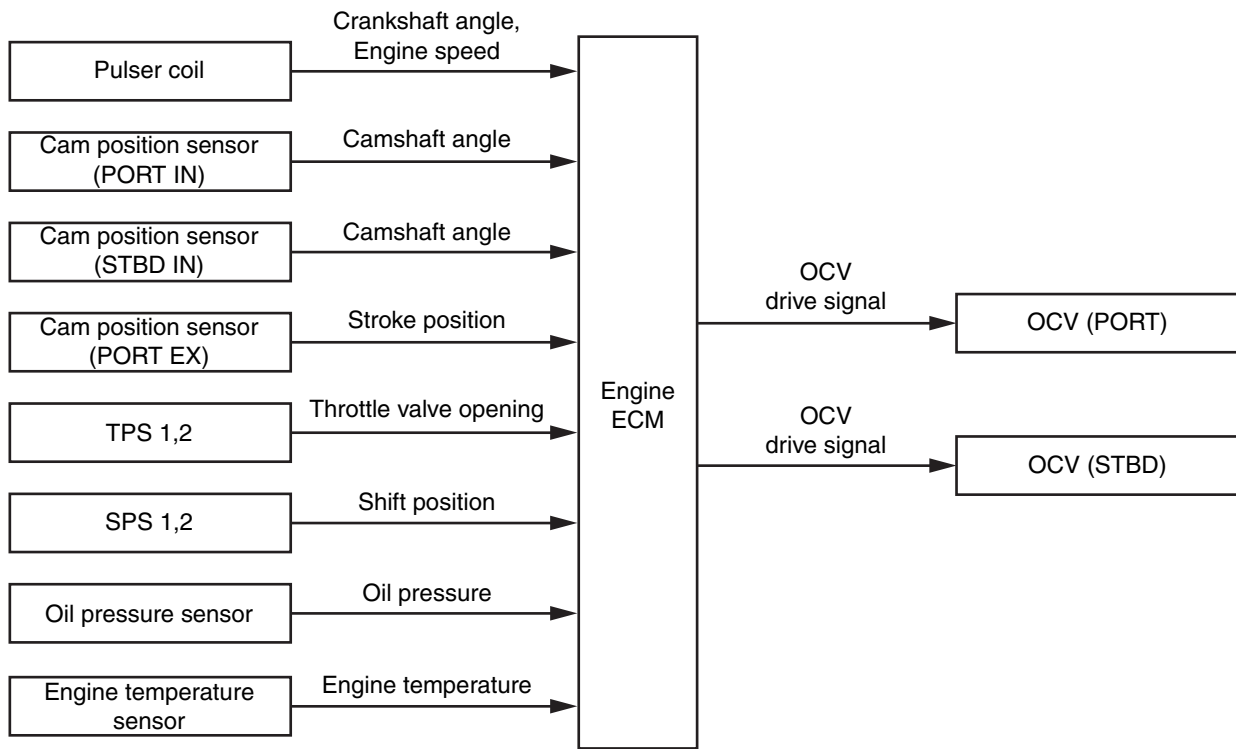 Crankshaft angle,
Engine speed
Pulser coil
Cam position sensor
(PORT IN)
Camshaft angle
Cam position sensor
(STBD IN)
Camshaft angle
Cam position sensor
(PORT EX)
Stroke position
TPS 1,2
Throttle valve opening
SPS 1,2
Shift position
Oil pressure sensor
Oil pressure
Engine temperature
sensor
Engine temperature
Engine
ECM
OCV
drive signal
OCV (PORT)
OCV
drive signal
OCV (STBD)